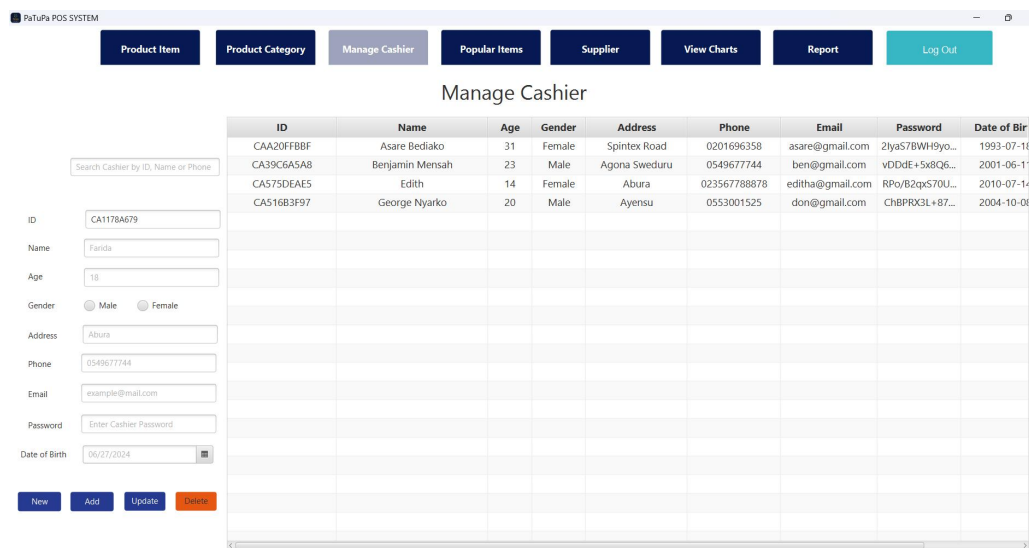 PaTuPa POS SYSTEM
Product Item Product Category Manage Cashier Popular Items Supplier View Charts Report Log Out
Manage Cashier
ID Name Age Gender Address Phone Email Password Date of Bir
CAA20FFBBF Asare Bediako 31 Female Spintex Road 0201696358 asare@gmail.com 2IyaS7BWH9yo... 1993-07-18
CA39C6A5A8 Benjamin Mensah 23 Male Agona Sweduru 0549677744 ben@gmail.com vDDdE+5x8Q6... 2001-06-11
CA575DEAE5 Edith 14 Female Abura 023567788878 editha@gmail.com RPo/B2qxS70U... 2010-07-14
CA516B3F97 George Nyarko 20 Male Ayensu 0553001525 don@gmail.com ChBPRX3L+87... 2004-10-08
Search Cashier by ID, Name or Phone
ID CA1178A679
Name Farida
Age 18
Gender Male Female
Address Abura
Phone 0549677744
Email example@mail.com
Password Enter Cashier Password
Date of Birth 06/27/2024
New Add Update Delete